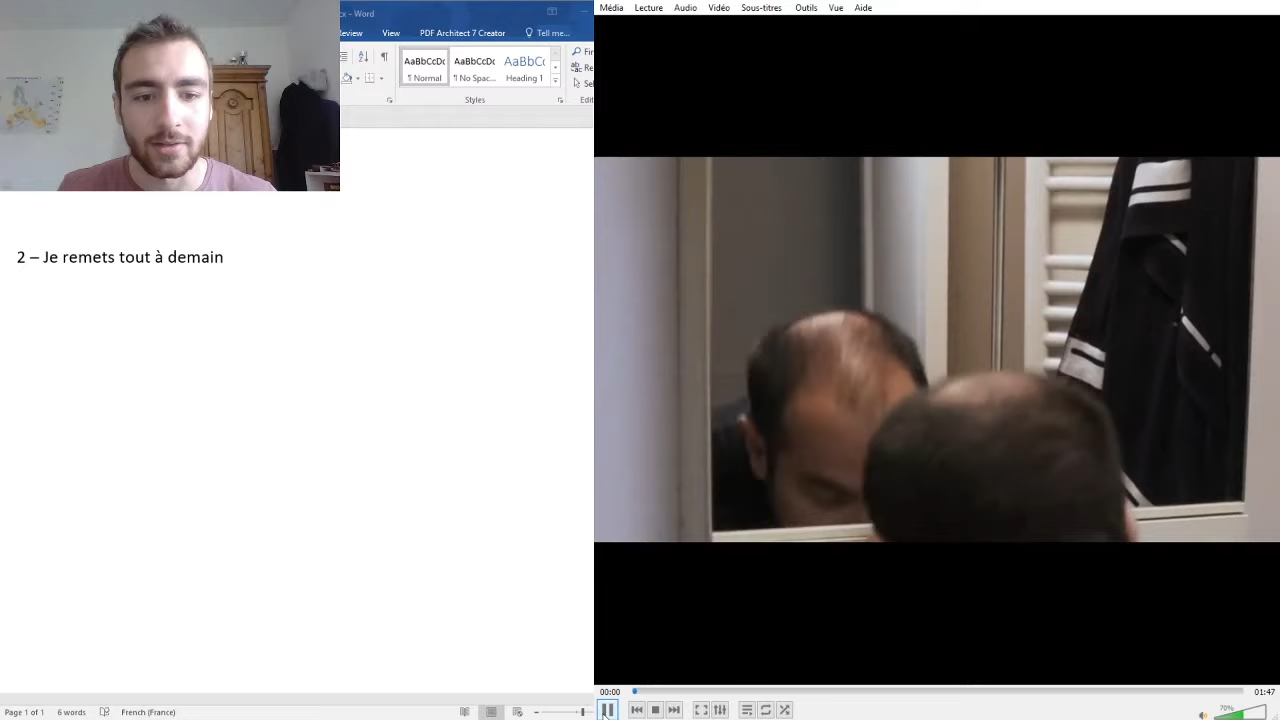 cx – Word
Review View PDF Architect 7 Creator Tell me...
AaBbCcDc AaBbCcDc AaBbCc
¶ Normal ¶ No Spac... Heading 1
Styles
Média Lecture Audio Vidéo Sous-titres Outils Vue Aide
2 – Je remets tout à demain
00:00 01:47
Page 1 of 1 6 words French (France)
70%